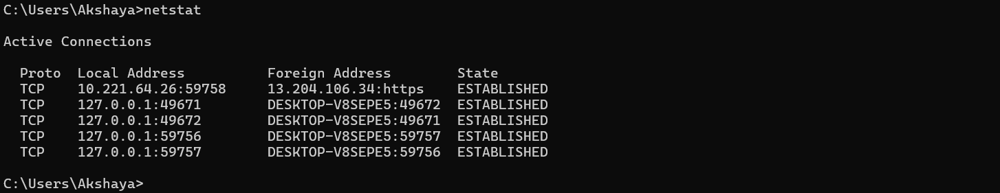 C:\Users\Akshaya>netstat
Active Connections
Proto  Local Address          Foreign Address        State
TCP    10.221.64.26:59758     13.204.106.34:https    ESTABLISHED
TCP    127.0.0.1:49671        DESKTOP-V8SEPE5:49672  ESTABLISHED
TCP    127.0.0.1:49672        DESKTOP-V8SEPE5:49671  ESTABLISHED
TCP    127.0.0.1:59756        DESKTOP-V8SEPE5:59757  ESTABLISHED
TCP    127.0.0.1:59757        DESKTOP-V8SEPE5:59756  ESTABLISHED
C:\Users\Akshaya>